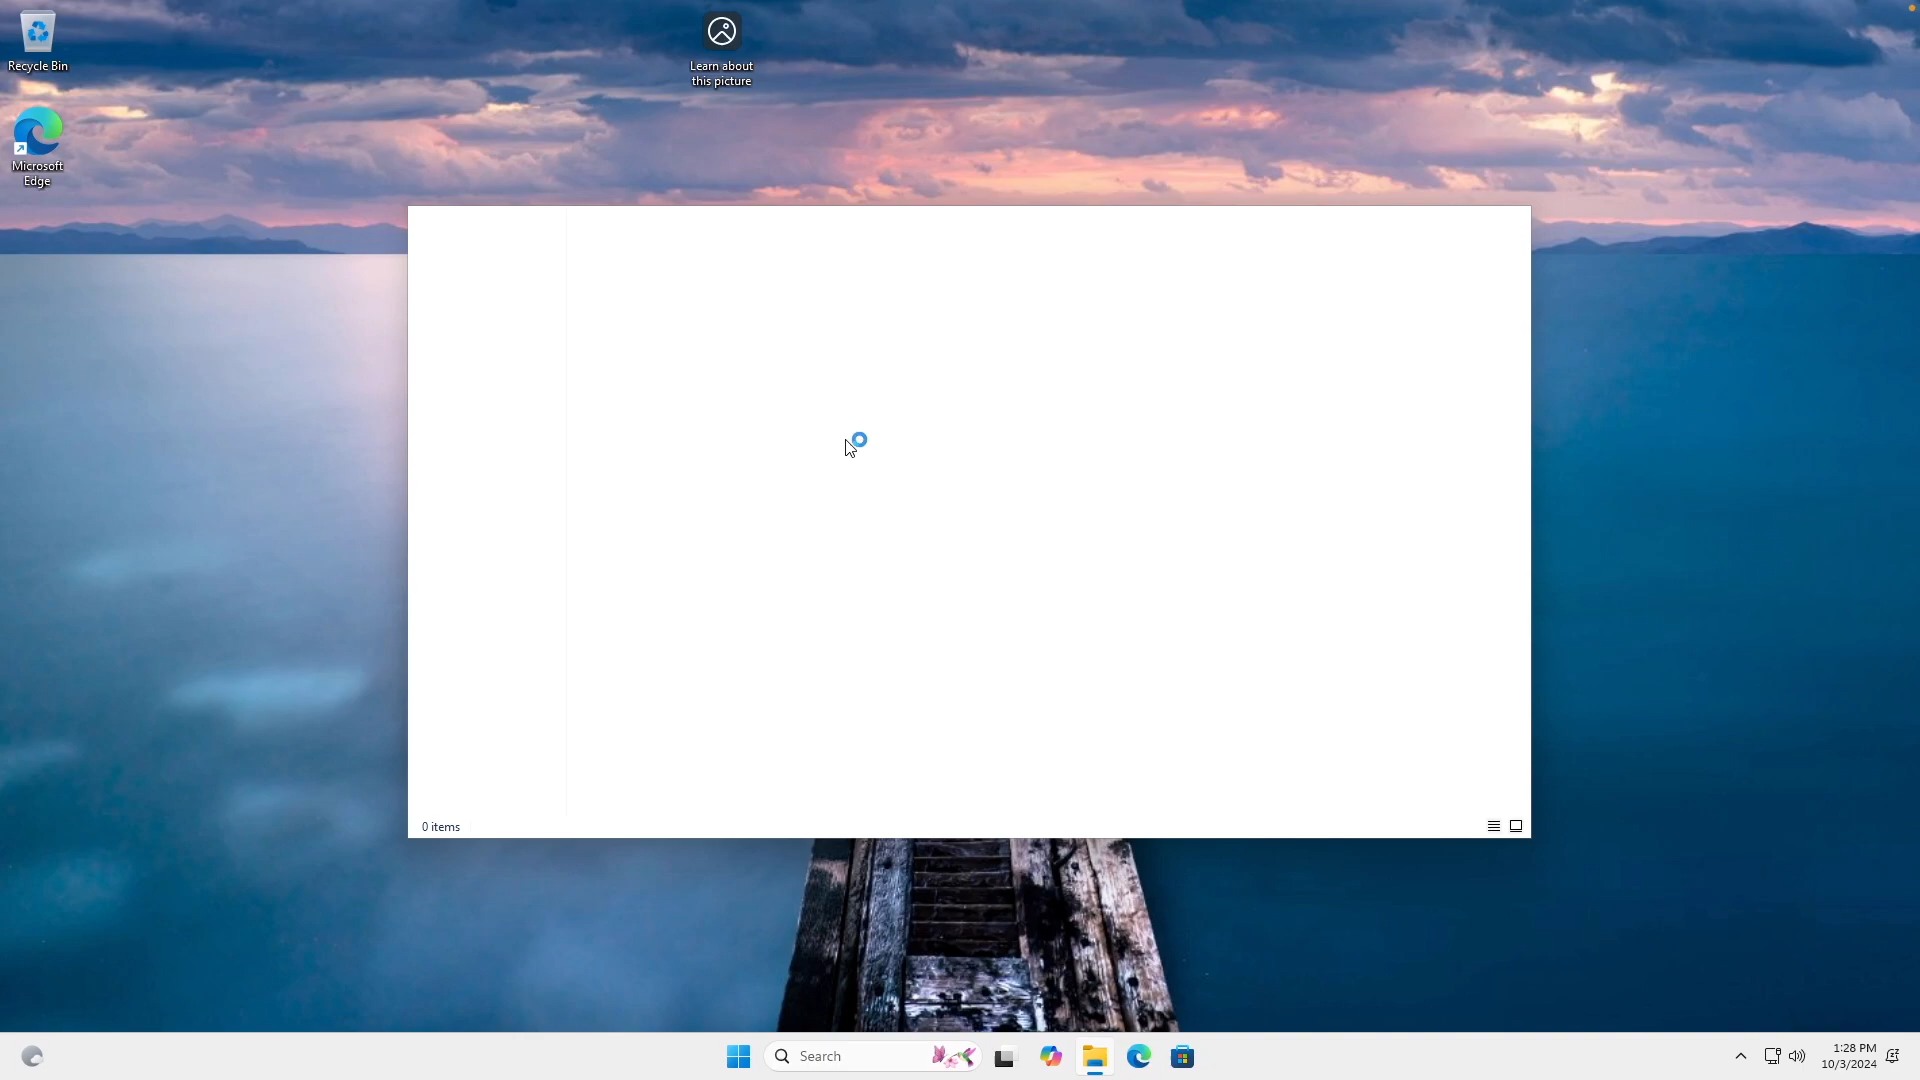 Recycle Bin
Learn about
this picture
Microsoft
Edge
0 items
Search
1:28 PM
10/3/2024